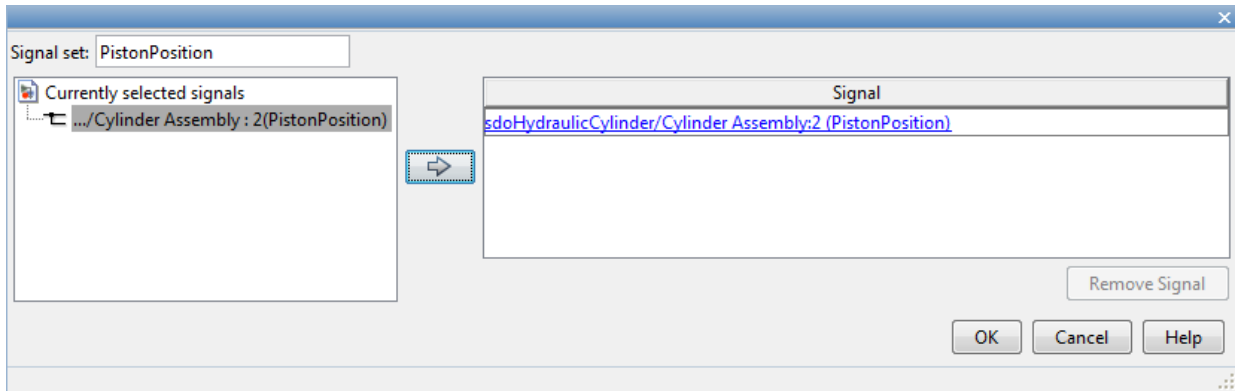 Signal set: PistonPosition
Currently selected signals
.../Cylinder Assembly : 2(PistonPosition)
Signal
sdoHydraulicCylinder/Cylinder Assembly:2 (PistonPosition)
Remove Signal
OK Cancel Help